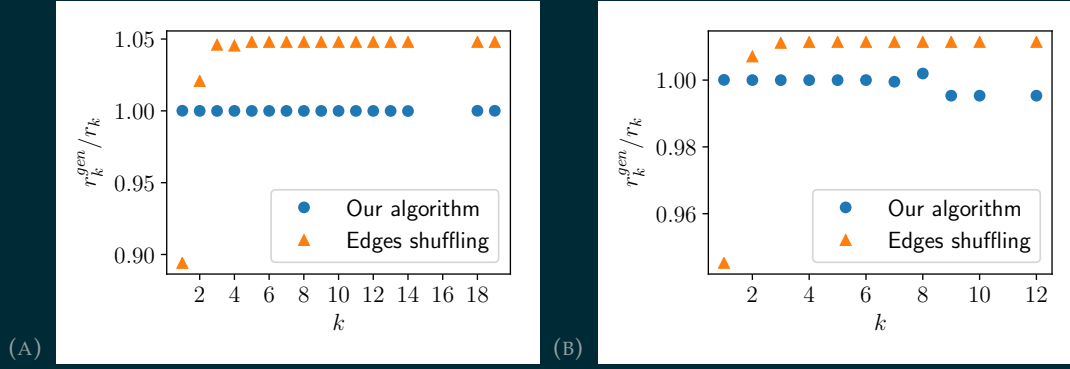 1.05
1.00
0.95
0.90
r_k^{gen}/r_k
Our algorithm
Edges shuffling
2 4 6 8 10 12 14 16 18
k
(A)
1.00
0.98
0.96
r_k^{gen}/r_k
Our algorithm
Edges shuffling
2 4 6 8 10 12
k
(B)